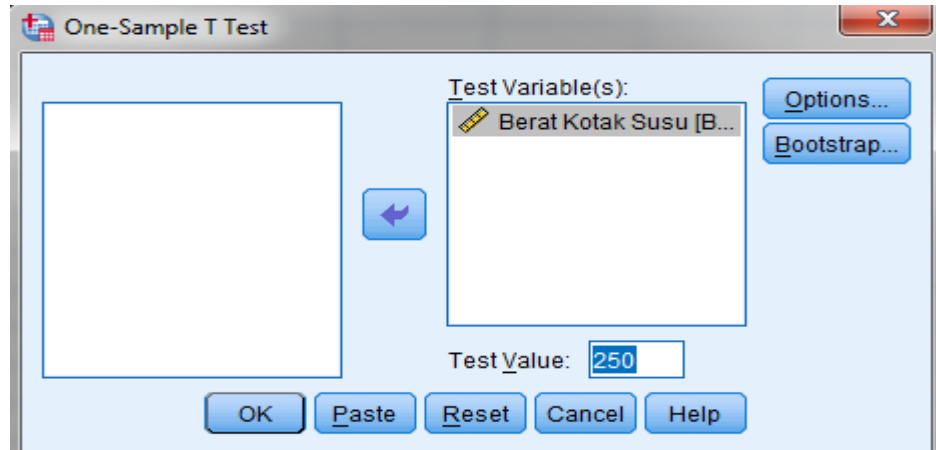 One-Sample T Test
Test Variable(s):
Berat Kotak Susu [B...
Options...
Bootstrap...
Test Value: 250
OK Paste Reset Cancel Help